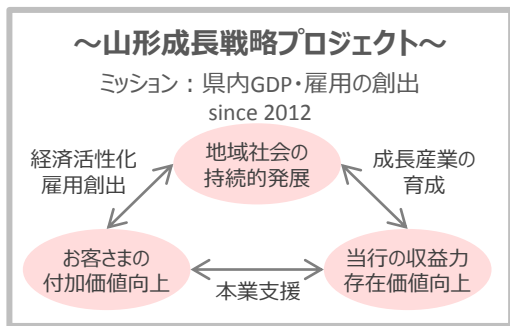 ～山形成長戦略プロジェクト～
ミッション：県内GDP･雇用の創出
since 2012
地域社会の
持続的発展
経済活性化
雇用創出
成長産業の
育成
お客さまの
付加価値向上
本業支援
当行の収益力
存在価値向上